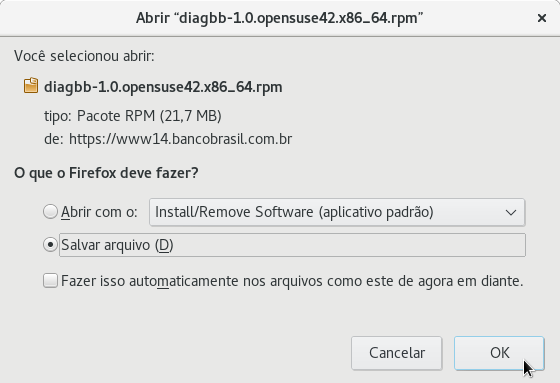 Abrir “diagbb-1.0.opensuse42.x86_64.rpm”
Você selecionou abrir:
diagbb-1.0.opensuse42.x86_64.rpm
tipo: Pacote RPM (21,7 MB)
de: https://www14.bancobrasil.com.br
O que o Firefox deve fazer?
Abrir com o: Install/Remove Software (aplicativo padrão)
Salvar arquivo (D)
Fazer isso automaticamente nos arquivos como este de agora em diante.
Cancelar OK